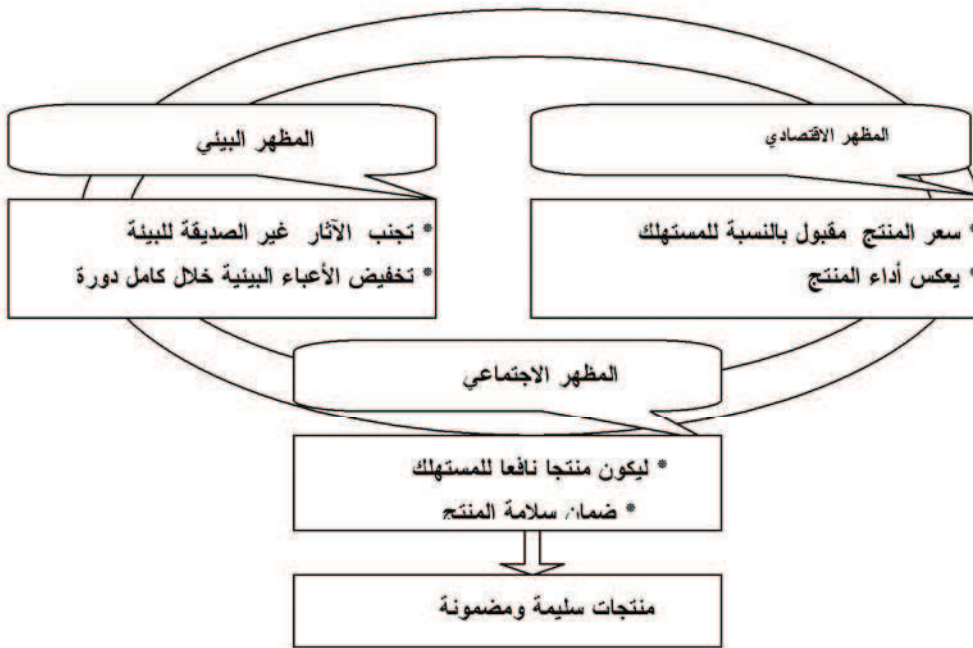 المظهر الاقتصادي
* سعر المنتج مقبول بالنسبة للمستهلك
* يعكس أداء المنتج
المظهر البيئي
* تجنب الآثار غير الصديقة للبيئة
* تخفيض الأعباء البيئية خلال كامل دورة
المظهر الاجتماعي
* ليكون منتجا نافعا للمستهلك
* ضمان سلامة المنتج
منتجات سليمة ومضمونة